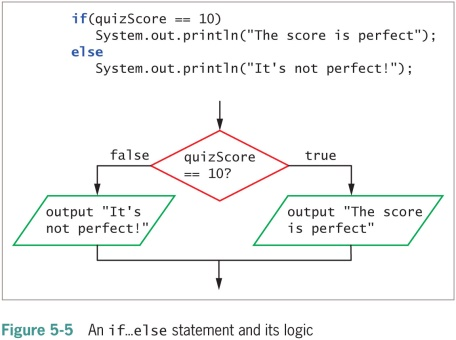 if(quizScore == 10)
System.out.println("The score is perfect");
else
System.out.println("It's not perfect!");
false
quizScore
== 10?
true
output "It's
not perfect!"
output "The score
is perfect"
Figure 5-5 An if…else statement and its logic